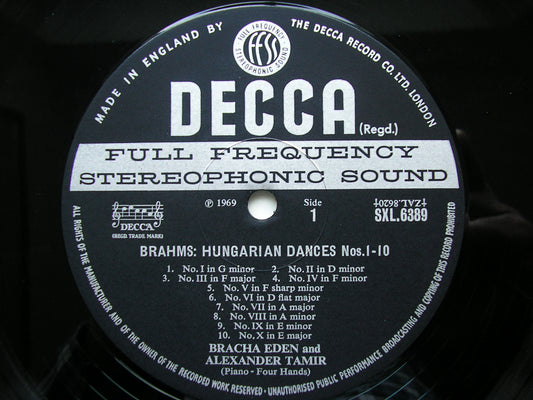 MADE IN ENGLAND BY
THE DECCA RECORD CO. LTD. LONDON
FULL FREQUENCY
ffss
STEREOPHONIC SOUND
DECCA
(Regd.)
FULL FREQUENCY
STEREOPHONIC SOUND
DECCA
(REGD TRADE MARK)
℗ 1969
Side
1
‡ZAL.8620‡
SXL.6389
BRAHMS: HUNGARIAN DANCES Nos.1-10
1. No.I in G minor 2. No.II in D minor
3. No.III in F major 4. No.IV in F minor
5. No.V in F sharp minor
6. No.VI in D flat major
7. No.VII in A major
8. No.VIII in A minor
9. No.IX in E minor
10. No.X in E major
BRACHA EDEN and
ALEXANDER TAMIR
(Piano - Four Hands)
ALL RIGHTS OF THE MANUFACTURER AND OF THE OWNER OF THE RECORDED WORK RESERVED · UNAUTHORISED PUBLIC PERFORMANCE BROADCASTING AND COPYING OF THIS RECORD PROHIBITED